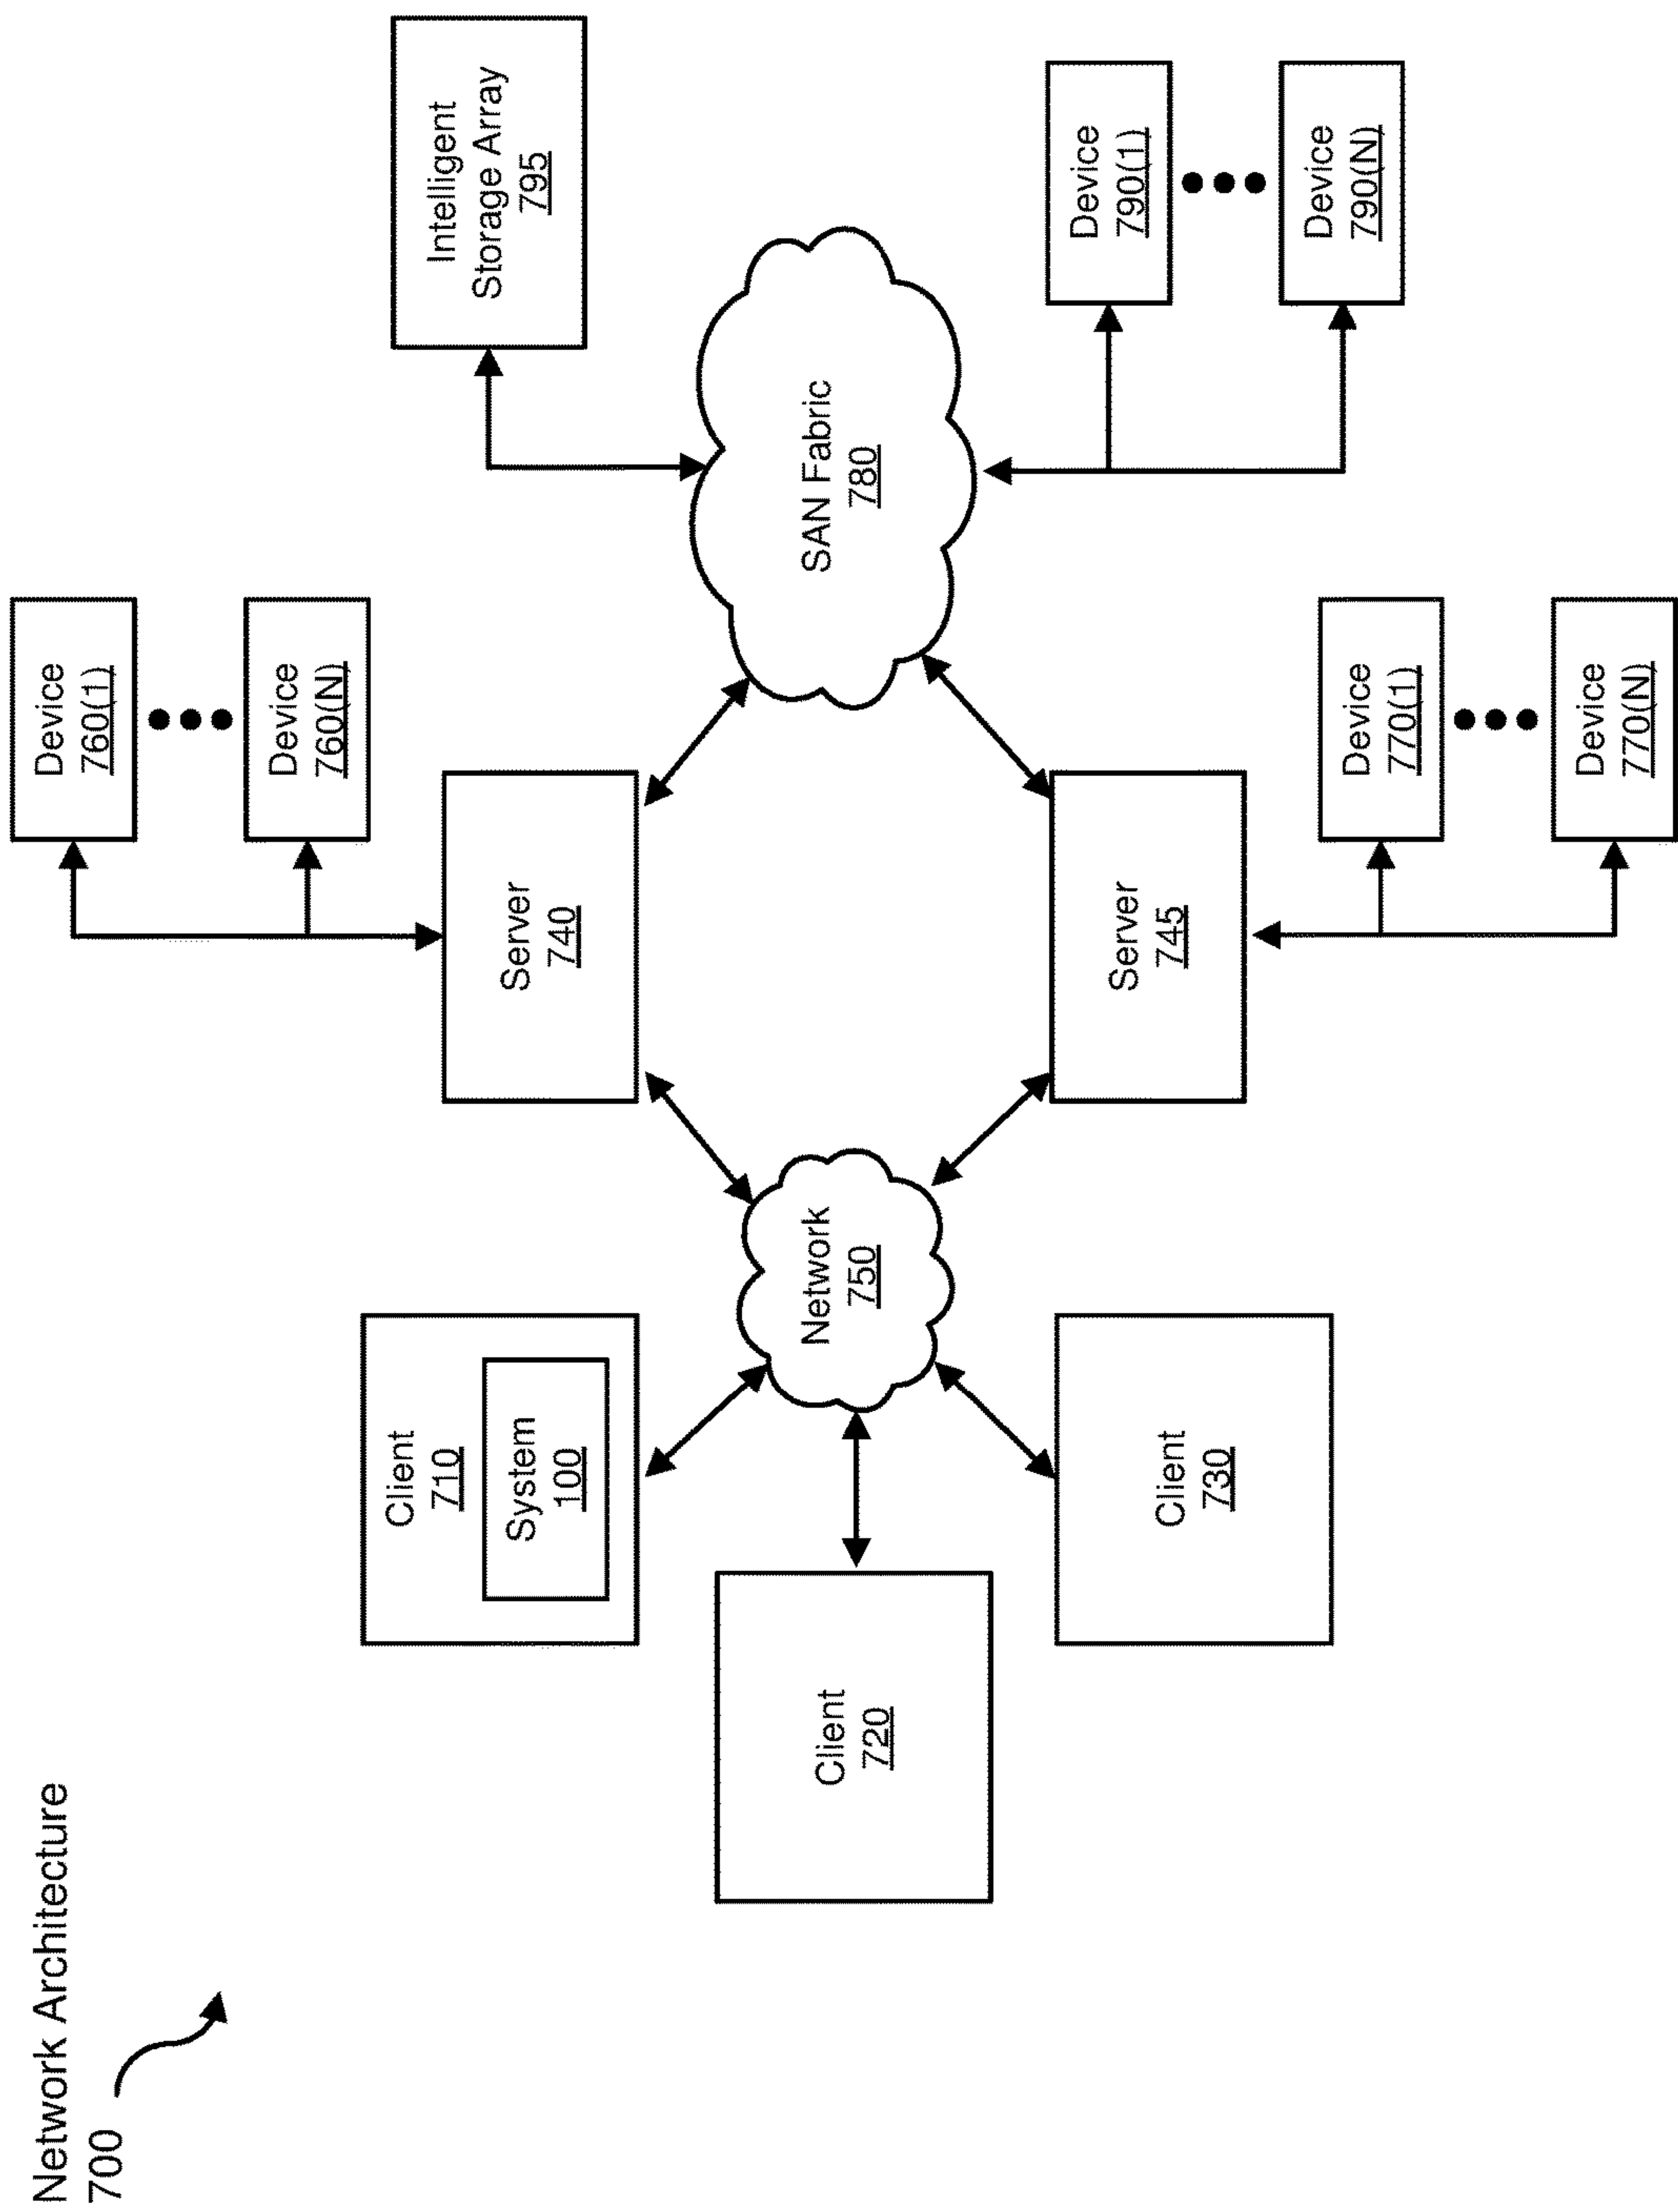 Network Architecture
700
Client
710
System
100
Client
720
Client
730
Network
750
Device
760(1)
Device
760(N)
Server
740
Server
745
Device
770(1)
Device
770(N)
SAN Fabric
780
Intelligent
Storage Array
795
Device
790(1)
Device
790(N)